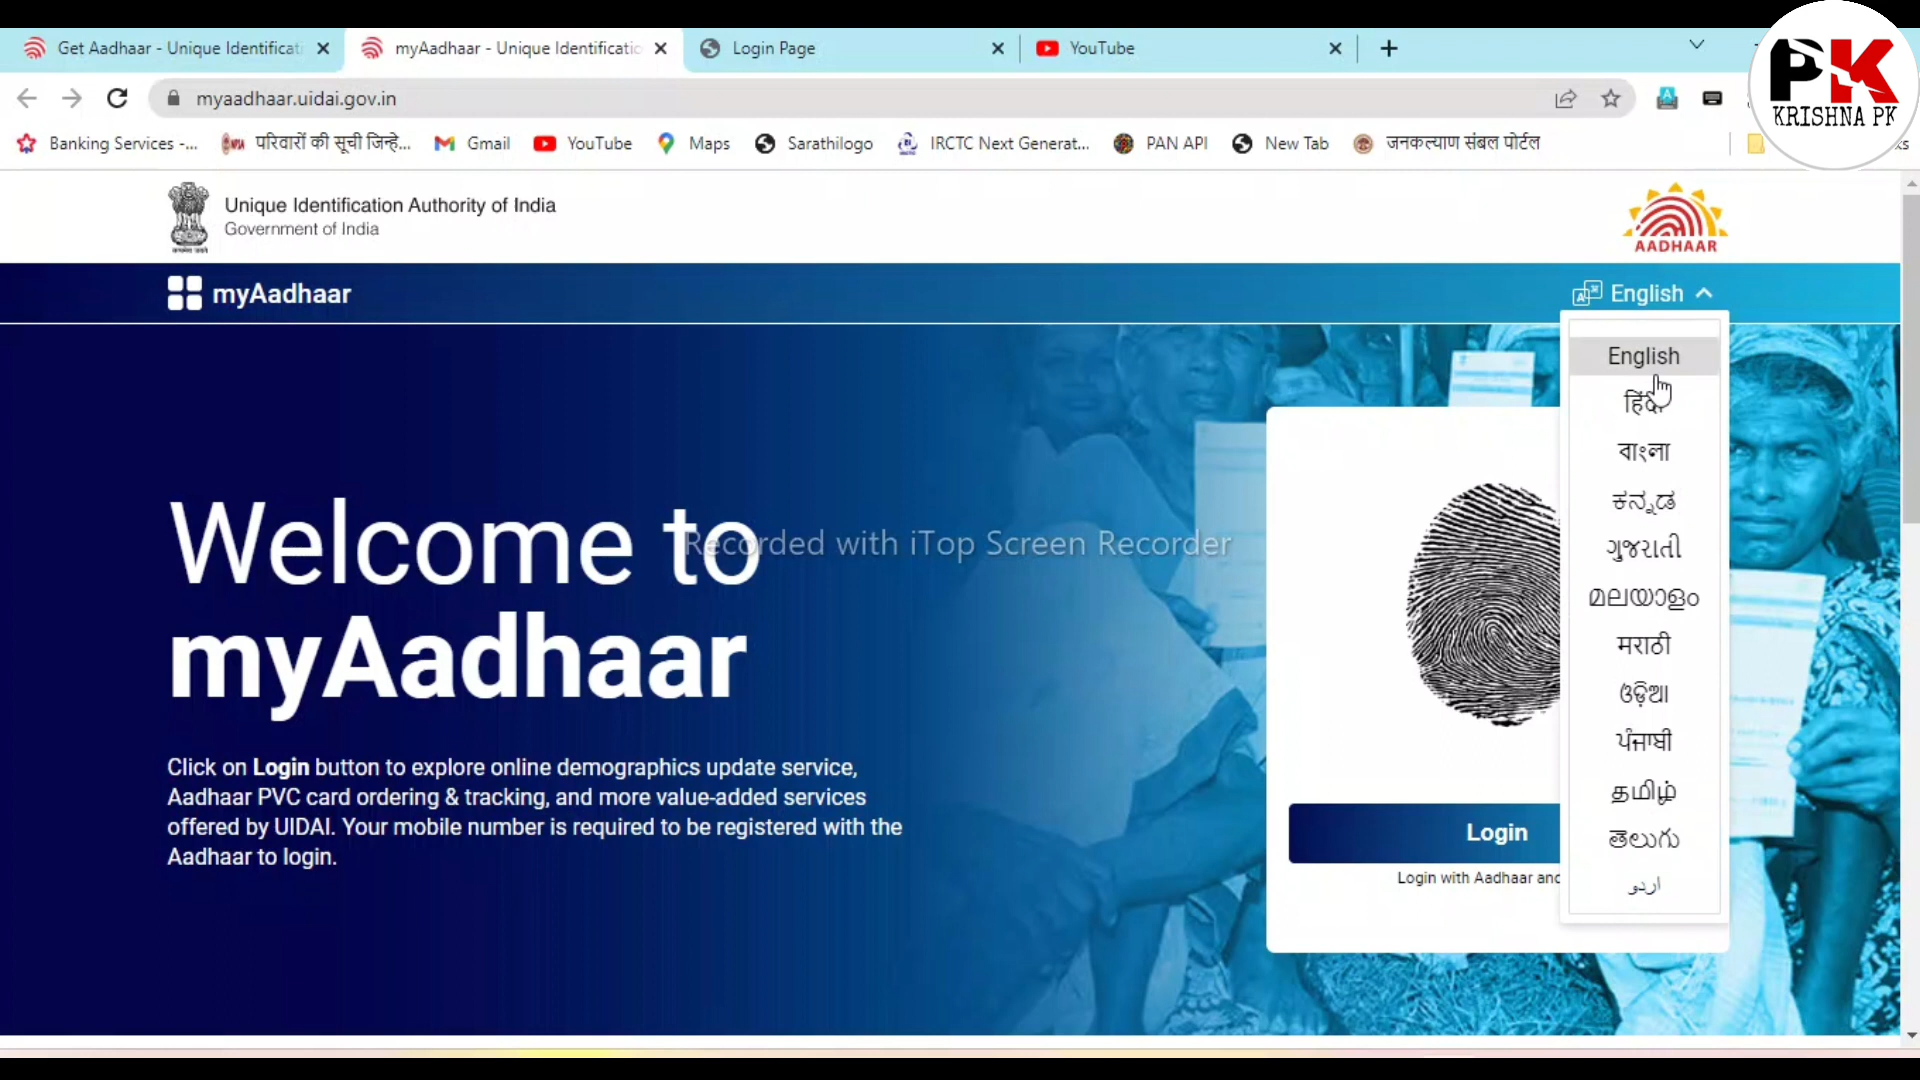 Get Aadhaar - Unique Identificat
myAadhaar - Unique Identificatio
Login Page
YouTube
PK
KRISHNA PK
myaadhaar.uidai.gov.in
Banking Services -...
परिवारों की सूची जिन्हे...
Gmail
YouTube
Maps
Sarathilogo
IRCTC Next Generat...
PAN API
New Tab
जनकल्याण संबल पोर्टल
Unique Identification Authority of India
Government of India
AADHAAR
myAadhaar
English
English
हिंदी
বাংলা
ಕನ್ನಡ
ગુજરાતી
മലയാളം
मराठी
ଓଡ଼ିଆ
ਪੰਜਾਬੀ
தமிழ்
తెలుగు
اردو
Welcome to
myAadhaar
Recorded with iTop Screen Recorder
Click on Login button to explore online demographics update service,
Aadhaar PVC card ordering & tracking, and more value-added services
offered by UIDAI. Your mobile number is required to be registered with the
Aadhaar to login.
Login
Login with Aadhaar and